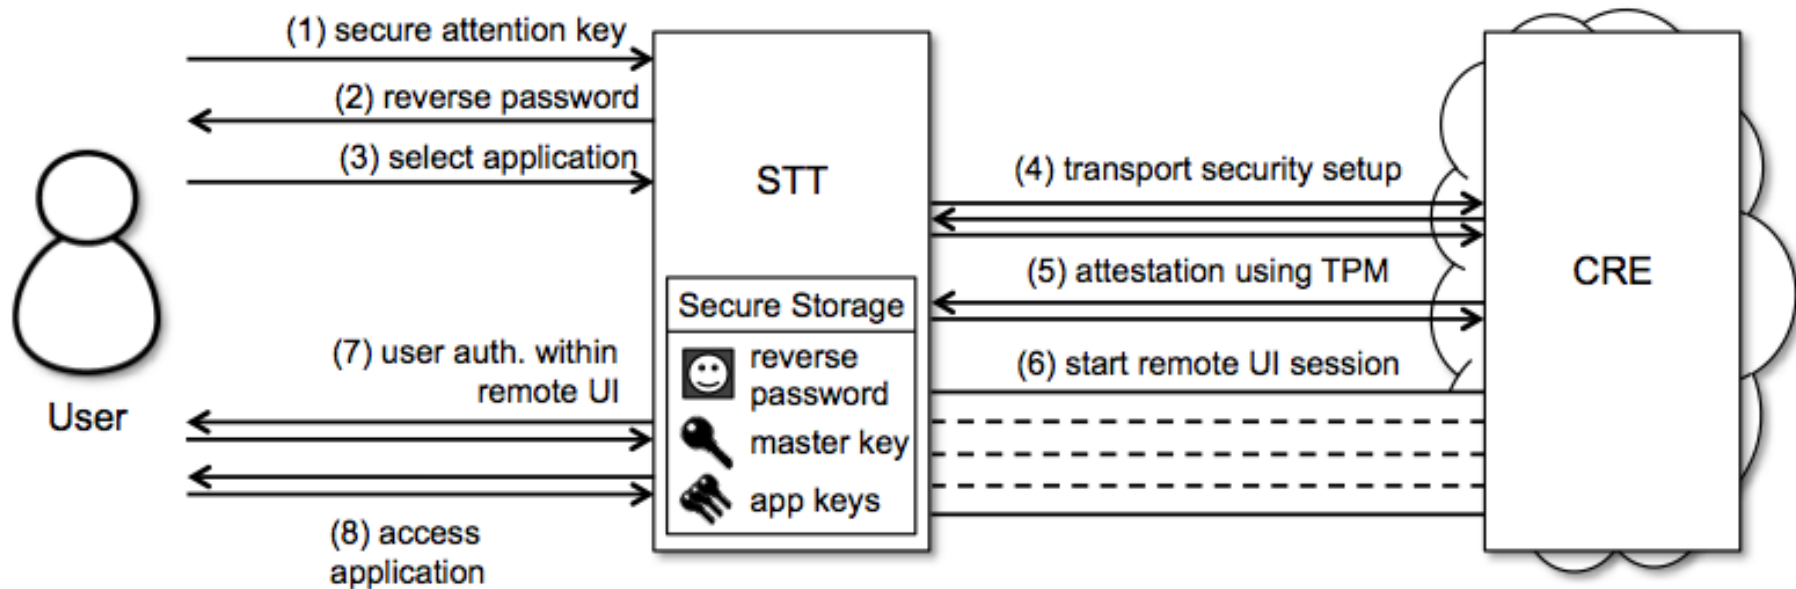 (1) secure attention key
(2) reverse password
(3) select application
STT
(4) transport security setup
(5) attestation using TPM
CRE
Secure Storage
reverse
password
master key
app keys
(6) start remote UI session
(7) user auth. within
remote UI
User
(8) access
application